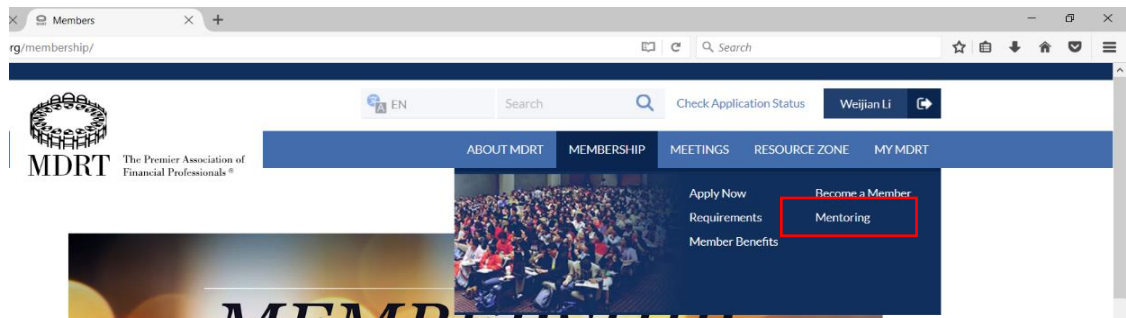 Members
rg/membership/
Search
EN
Search
Check Application Status
Weijian Li
MDRT
The Premier Association of
Financial Professionals ®
ABOUT MDRT
MEMBERSHIP
MEETINGS
RESOURCE ZONE
MY MDRT
Apply Now
Become a Member
Requirements
Mentoring
Member Benefits